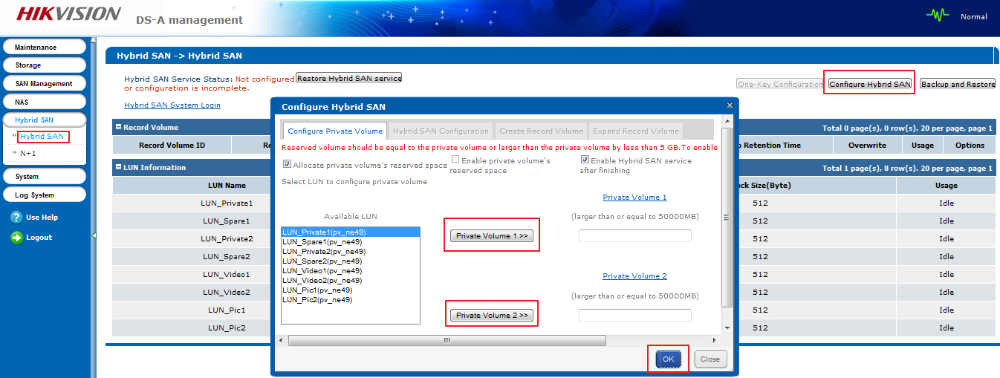 HIKVISION DS-A management
Normal
Maintenance
Storage
SAN Management
NAS
Hybrid SAN
Hybrid SAN
N+1
System
Log System
Use Help
Logout
Hybrid SAN -> Hybrid SAN
Hybrid SAN Service Status: Not configured
or configuration is incomplete.
Restore Hybrid SAN service
One-Key Configuration
Configure Hybrid SAN
Backup and Restore
Hybrid SAN System Login
Record Volume
Total 0 page(s), 0 row(s). 20 per page, page 1
Record Volume ID
Retention Time
Overwrite
Usage
Options
LUN Information
Total 1 page(s), 8 row(s). 20 per page, page 1
LUN Name
Size(Byte)
Usage
LUN_Private1 512 Idle
LUN_Spare1 512 Idle
LUN_Private2 512 Idle
LUN_Spare2 512 Idle
LUN_Video1 512 Idle
LUN_Video2 512 Idle
LUN_Pic1 512 Idle
LUN_Pic2 512 Idle
Configure Hybrid SAN
Configure Private Volume
Hybrid SAN Configuration
Create Record Volume
Expand Record Volume
Reserved volume should be equal to the private volume or larger than the private volume by less than 5 GB.To enable
Allocate private volume's reserved space
Enable private volume's
reserved space
Enable Hybrid SAN service
after finishing
Select LUN to configure private volume
Available LUN
LUN_Private1(pv_ne49)
LUN_Spare1(pv_ne49)
LUN_Private2(pv_ne49)
LUN_Spare2(pv_ne49)
LUN_Video1(pv_ne49)
LUN_Video2(pv_ne49)
LUN_Pic1(pv_ne49)
LUN_Pic2(pv_ne49)
Private Volume 1 >>
Private Volume 1
(larger than or equal to 50000MB)
Private Volume 2 >>
Private Volume 2
(larger than or equal to 50000MB)
OK
Close